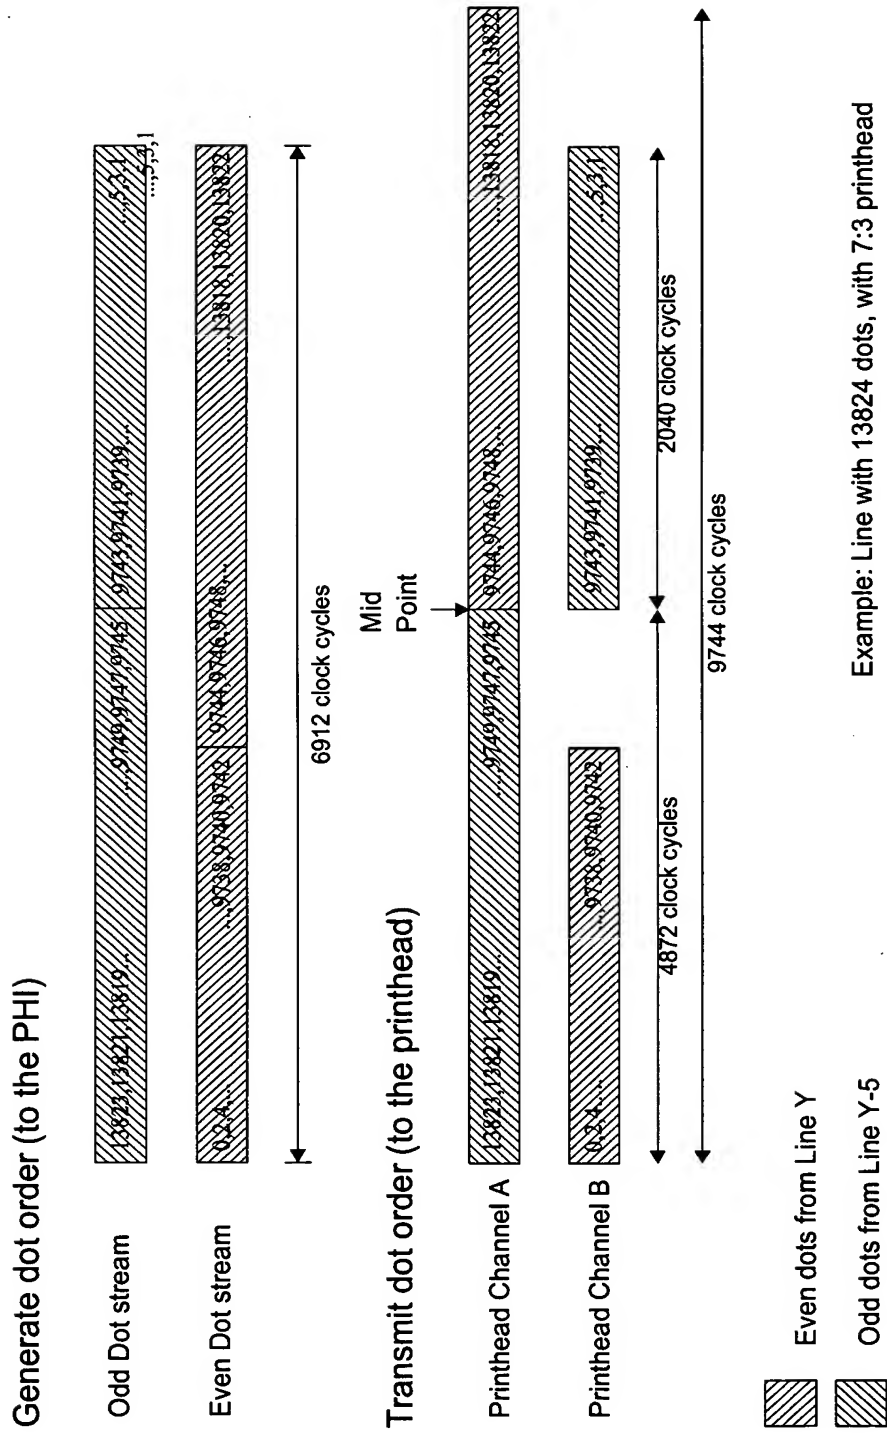 Generate dot order (to the PHI)
Odd Dot stream
13823,13821,13819....
...,9749,9747,9745
9743,9741,9739....
...,5,3,1
...,5,3,1
Even Dot stream
0,2,4....
...,9738,9740,9742
9744,9746,9748,...
...,13818,13820,13822
6912 clock cycles
Transmit dot order (to the printhead)
Mid
Point
Printhead Channel A
13823,13821,13819....
...,9749,9747,9745
9744,9746,9748,...
...,13818,13820,13822
Printhead Channel B
0,2,4.....
...,9738,9740,9742
9743,9741,9739....
...,5,3,1
4872 clock cycles
2040 clock cycles
9744 clock cycles
Even dots from Line Y
Odd dots from Line Y-5
Example: Line with 13824 dots, with 7:3 printhead